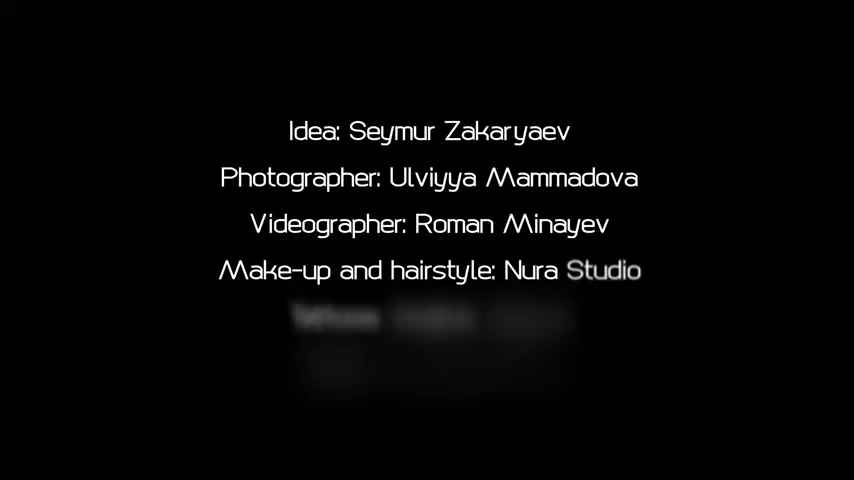 Idea: Seymur Zakaryaev
Photographer: Ulviyya Mammadova
Videographer: Roman Minayev
Make-up and hairstyle: Nura Studio